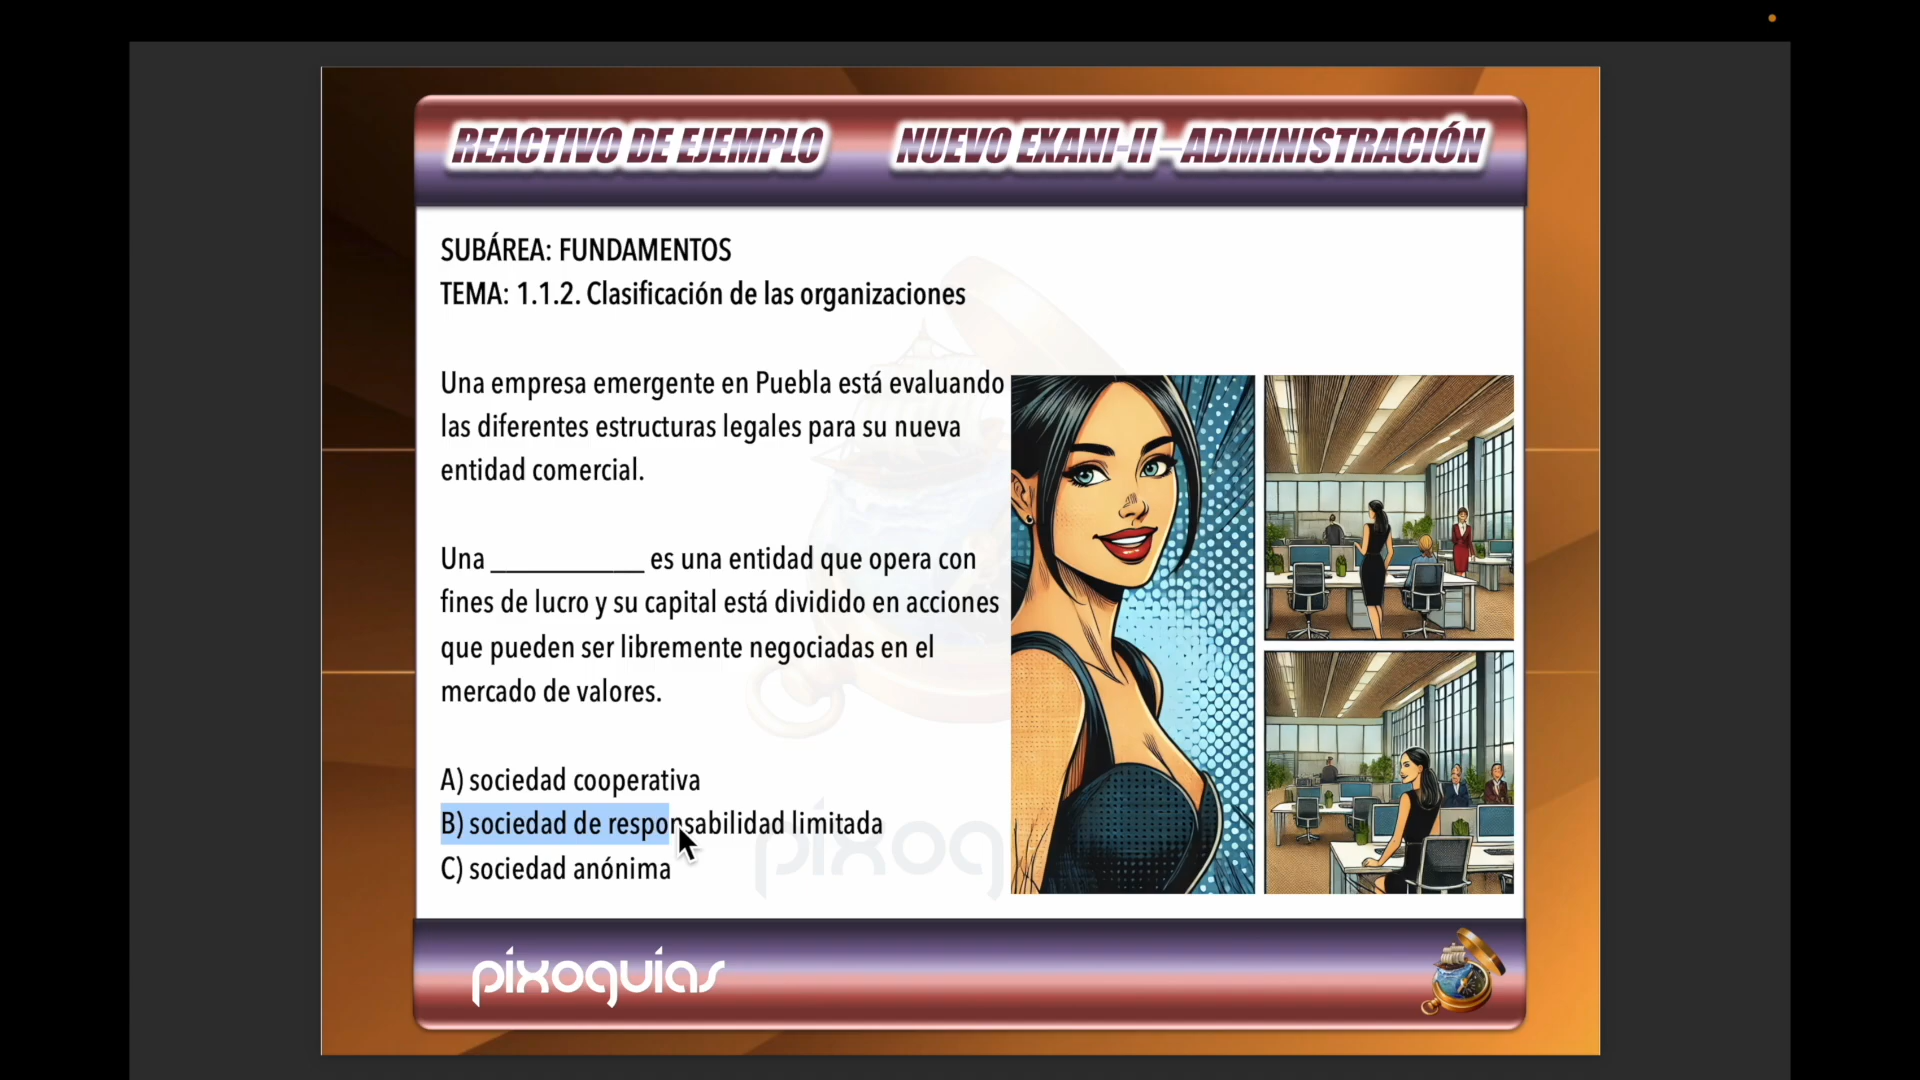 REACTIVO DE EJEMPLO NUEVO EXANI-II — ADMINISTRACIÓN
SUBÁREA: FUNDAMENTOS
TEMA: 1.1.2. Clasificación de las organizaciones
Una empresa emergente en Puebla está evaluando
las diferentes estructuras legales para su nueva
entidad comercial.
Una ___________ es una entidad que opera con
fines de lucro y su capital está dividido en acciones
que pueden ser libremente negociadas en el
mercado de valores.
A) sociedad cooperativa
B) sociedad de responsabilidad limitada
C) sociedad anónima
pixoq
pixoguías